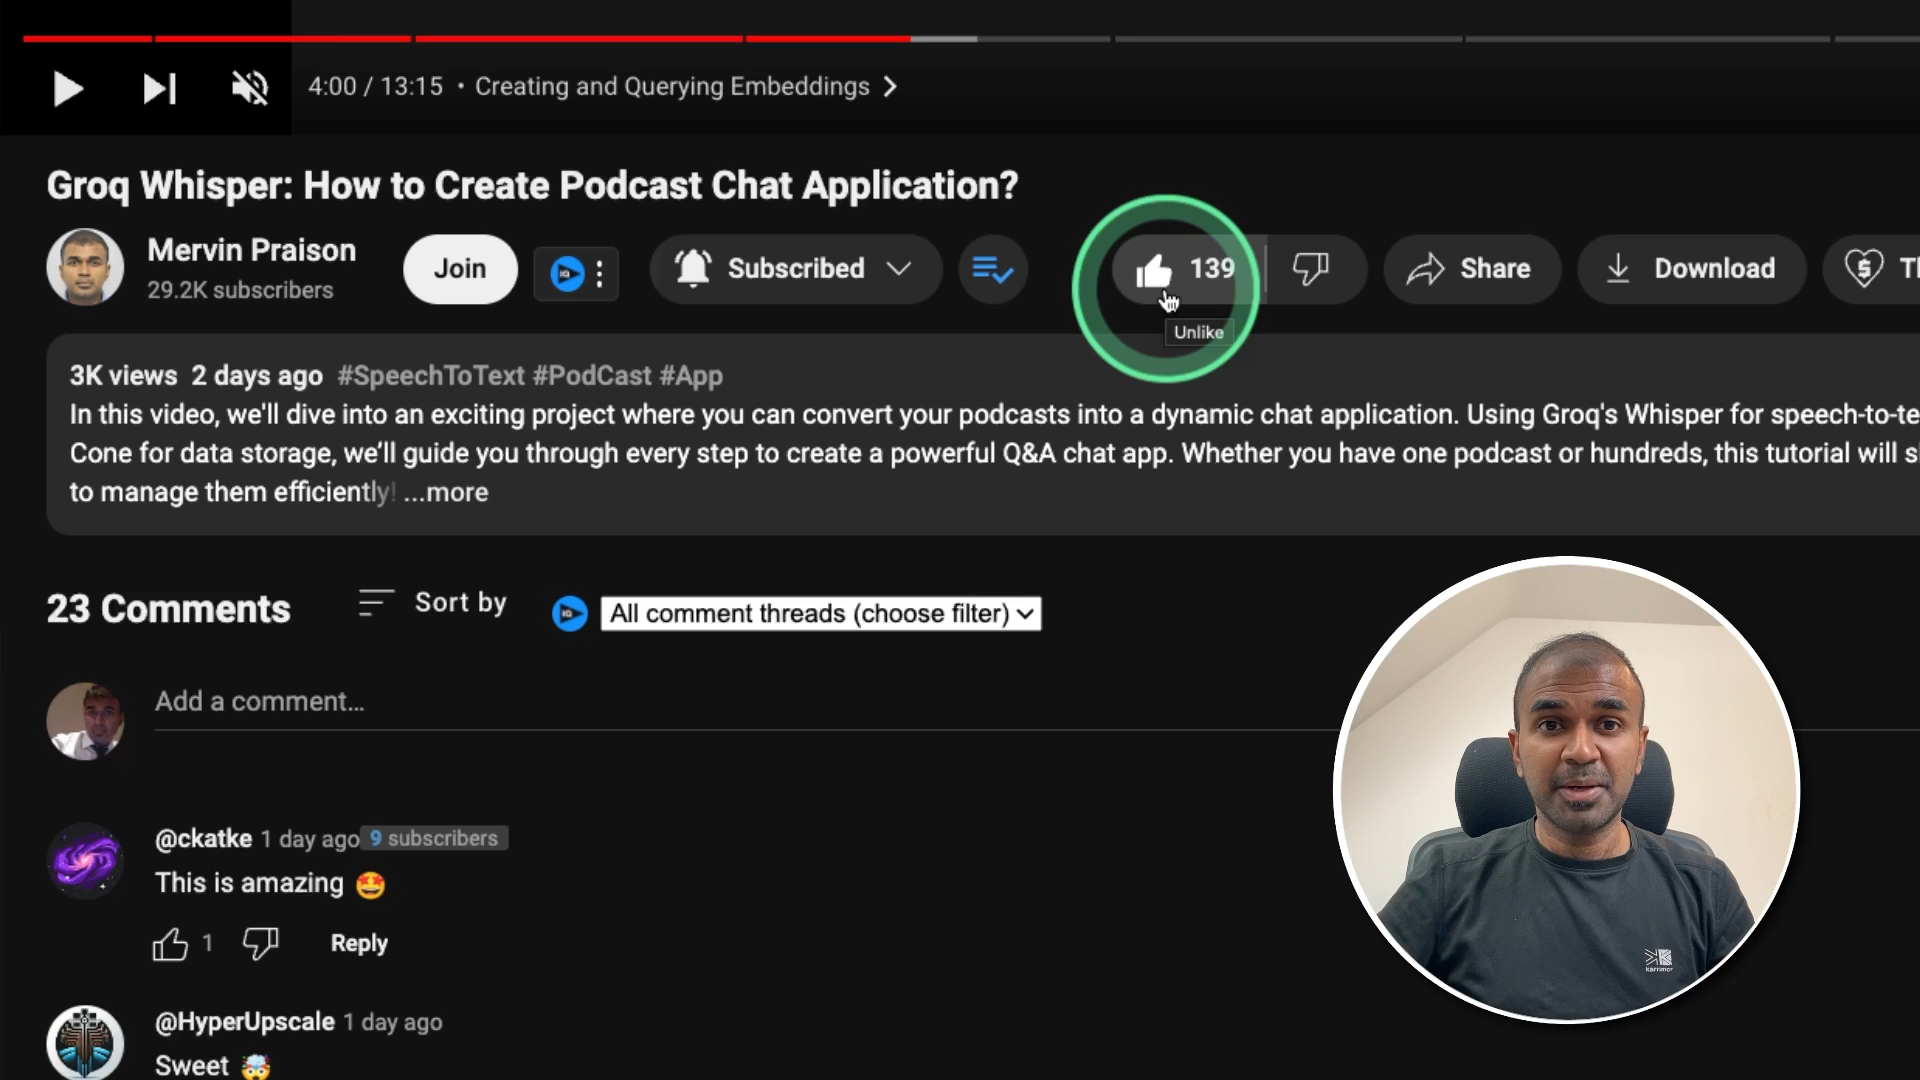 4:00 / 13:15 • Creating and Querying Embeddings
Groq Whisper: How to Create Podcast Chat Application?
Mervin Praison
29.2K subscribers
Join
Subscribed
139
Share
Download
Unlike
3K views 2 days ago #SpeechToText #PodCast #App
In this video, we'll dive into an exciting project where you can convert your podcasts into a dynamic chat application. Using Groq's Whisper for speech-to-te
Cone for data storage, we’ll guide you through every step to create a powerful Q&A chat app. Whether you have one podcast or hundreds, this tutorial will s
to manage them efficiently! ...more
23 Comments
Sort by
All comment threads (choose filter)
Add a comment...
@ckatke 1 day ago 9 subscribers
This is amazing 🤩
1
Reply
@HyperUpscale 1 day ago
Sweet 🤯
karrimor